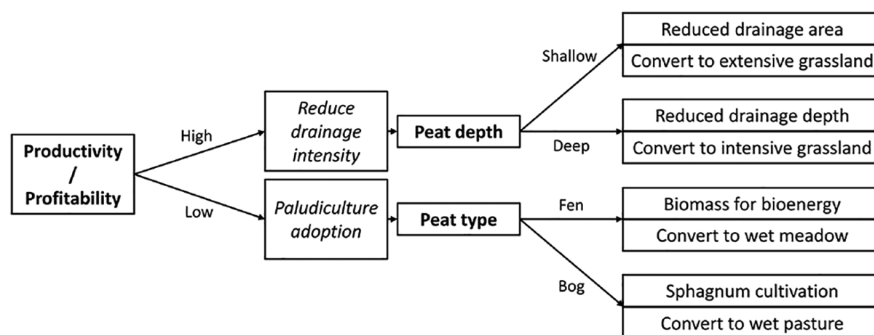 Productivity
/
Profitability
High
Low
Reduce
drainage
intensity
Paludiculture
adoption
Peat depth
Peat type
Shallow
Deep
Fen
Bog
Reduced drainage area
Convert to extensive grassland
Reduced drainage depth
Convert to intensive grassland
Biomass for bioenergy
Convert to wet meadow
Sphagnum cultivation
Convert to wet pasture